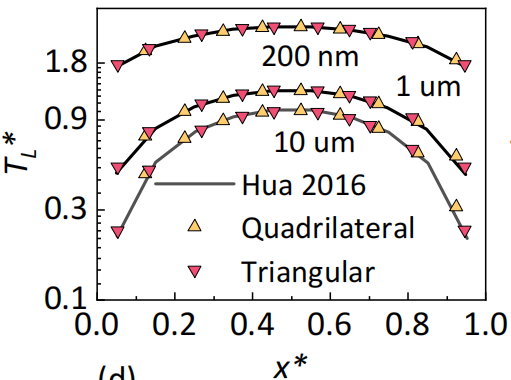 1.8
200 nm
1 um
0.9
10 um
T_L*
Hua 2016
0.3
Quadrilateral
Triangular
0.1
0.0 0.2 0.4 0.6 0.8 1.0
(d)
x*